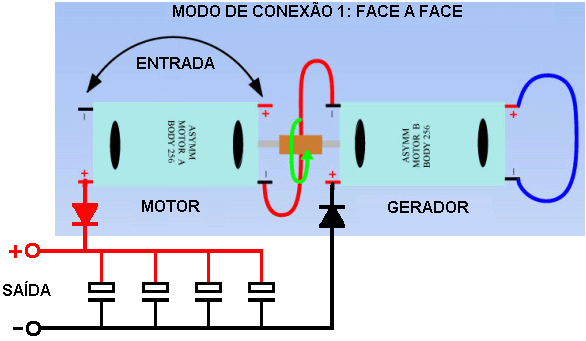 MODO DE CONEXÃO 1: FACE A FACE
ENTRADA
− + − +
ASYMM
MOTOR A
BODY 256
ASYMM
MOTOR B
BODY 256
+ − + −
MOTOR
GERADOR
+
SAÍDA
−